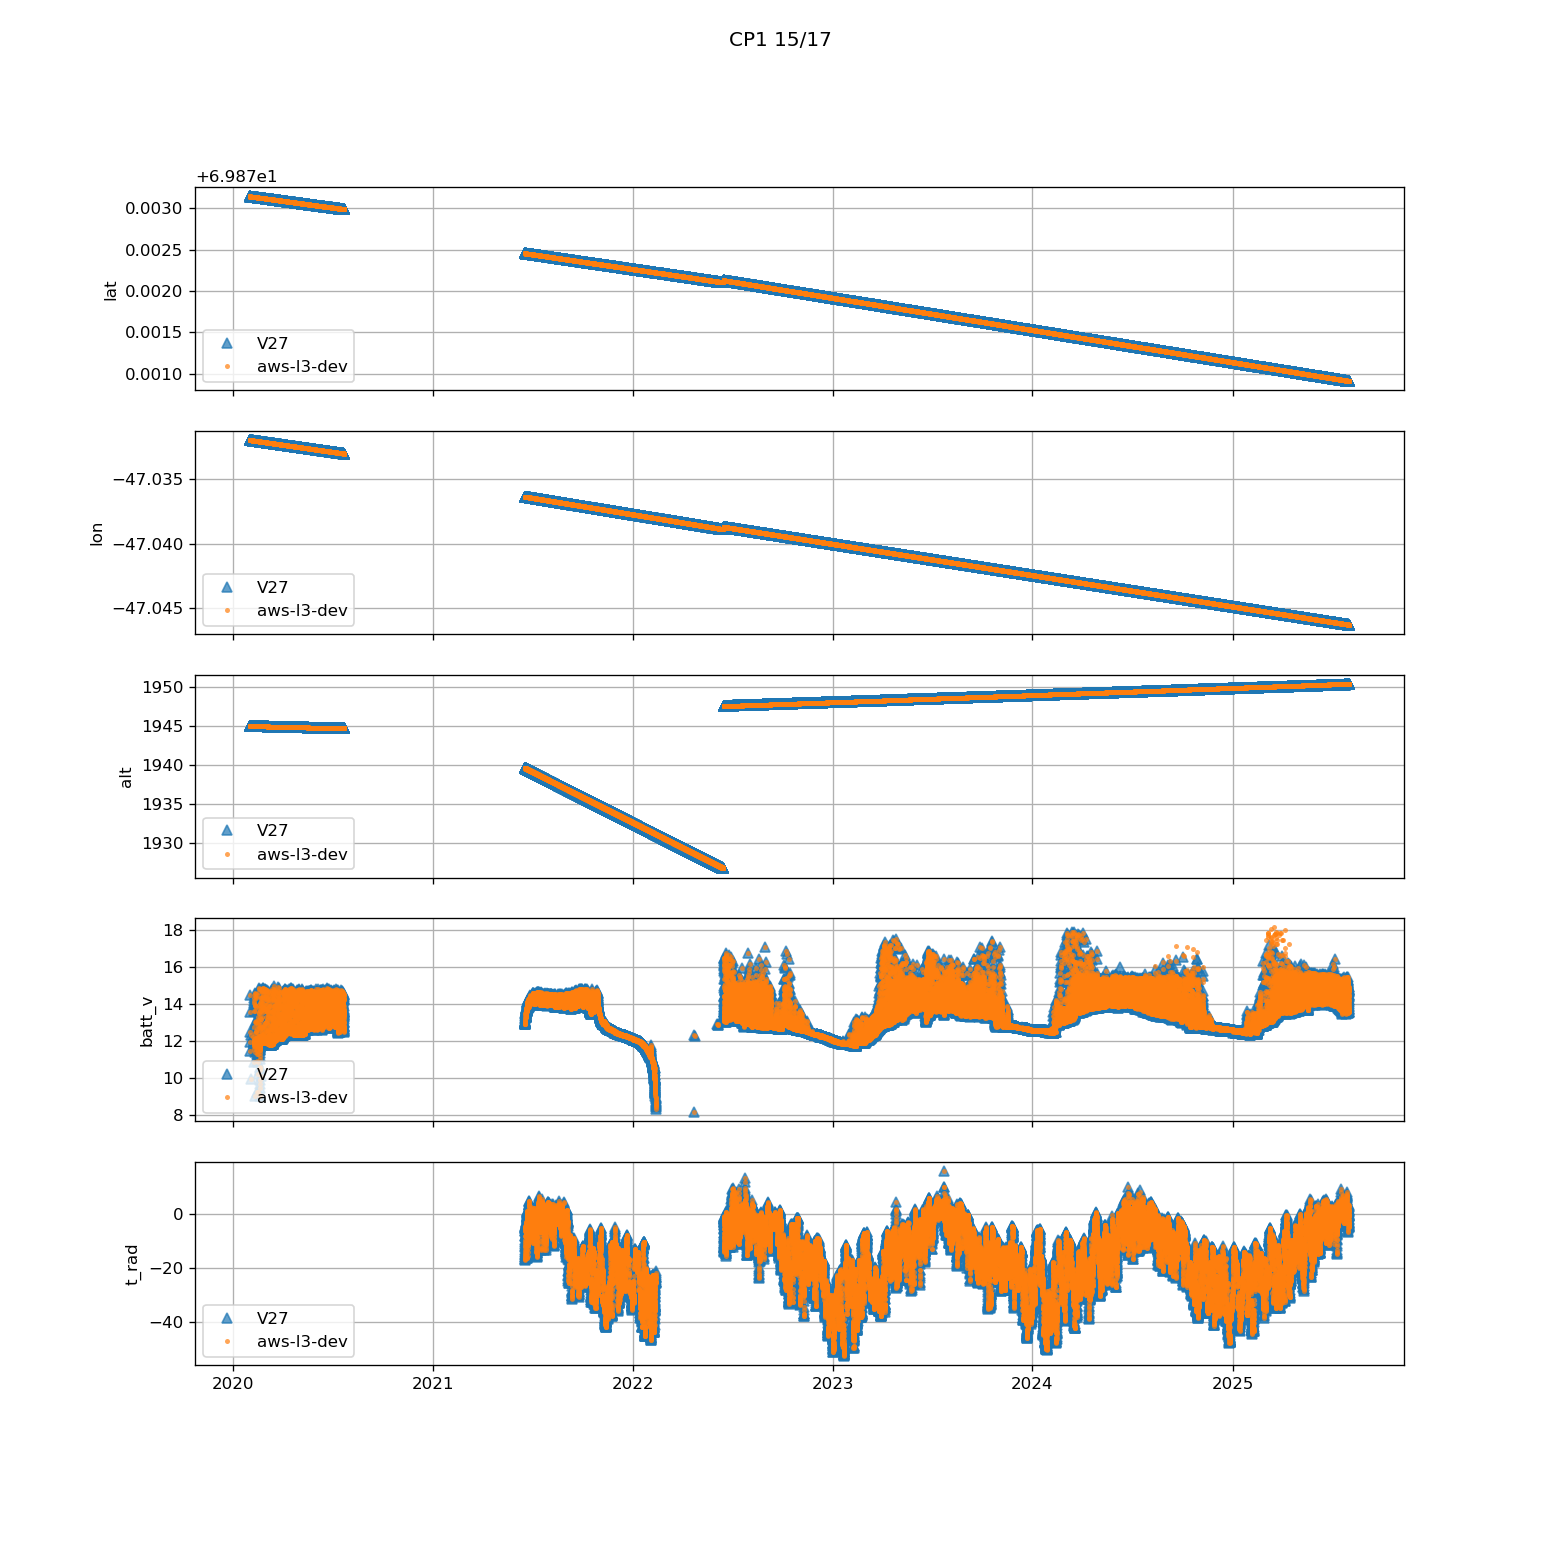 CP1 15/17
+6.987e1
0.0030
0.0025
0.0020
0.0015
0.0010
lat
V27
aws-l3-dev
−47.035
−47.040
−47.045
lon
V27
aws-l3-dev
1950
1945
1940
1935
1930
alt
V27
aws-l3-dev
18
16
14
12
10
8
batt_v
V27
aws-l3-dev
0
−20
−40
t_rad
V27
aws-l3-dev
2020 2021 2022 2023 2024 2025